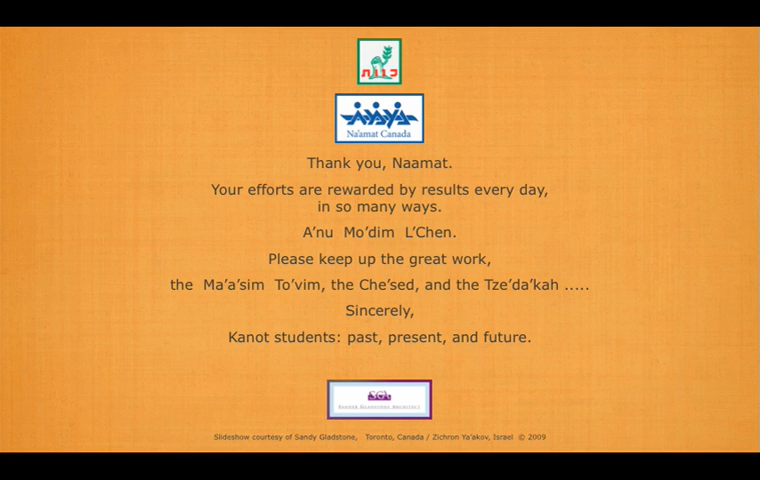 כנות
Na'amat Canada
Thank you, Naamat.
Your efforts are rewarded by results every day,
in so many ways.
A'nu Mo'dim L'Chen.
Please keep up the great work,
the Ma'a'sim To'vim, the Che'sed, and the Tze'da'kah .....
Sincerely,
Kanot students: past, present, and future.
SGA
Slideshow courtesy of Sandy Gladstone, Toronto, Canada / Zichron Ya'akov, Israel © 2009